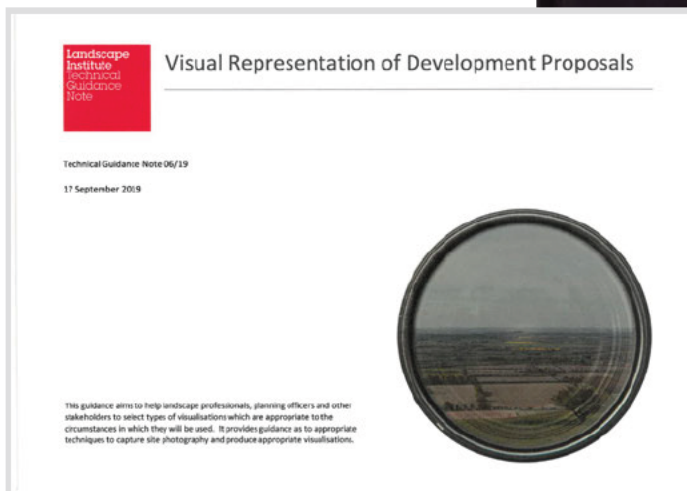 Landscape
Institute
Technical
Guidance
Note
Visual Representation of Development Proposals
Technical Guidance Note 06/19
17 September 2019
This guidance aims to help landscape professionals, planning officers and other
stakeholders to select types of visualisations which are appropriate to the
circumstances in which they will be used. It provides guidance as to appropriate
techniques to capture site photography and produce appropriate visualisations.